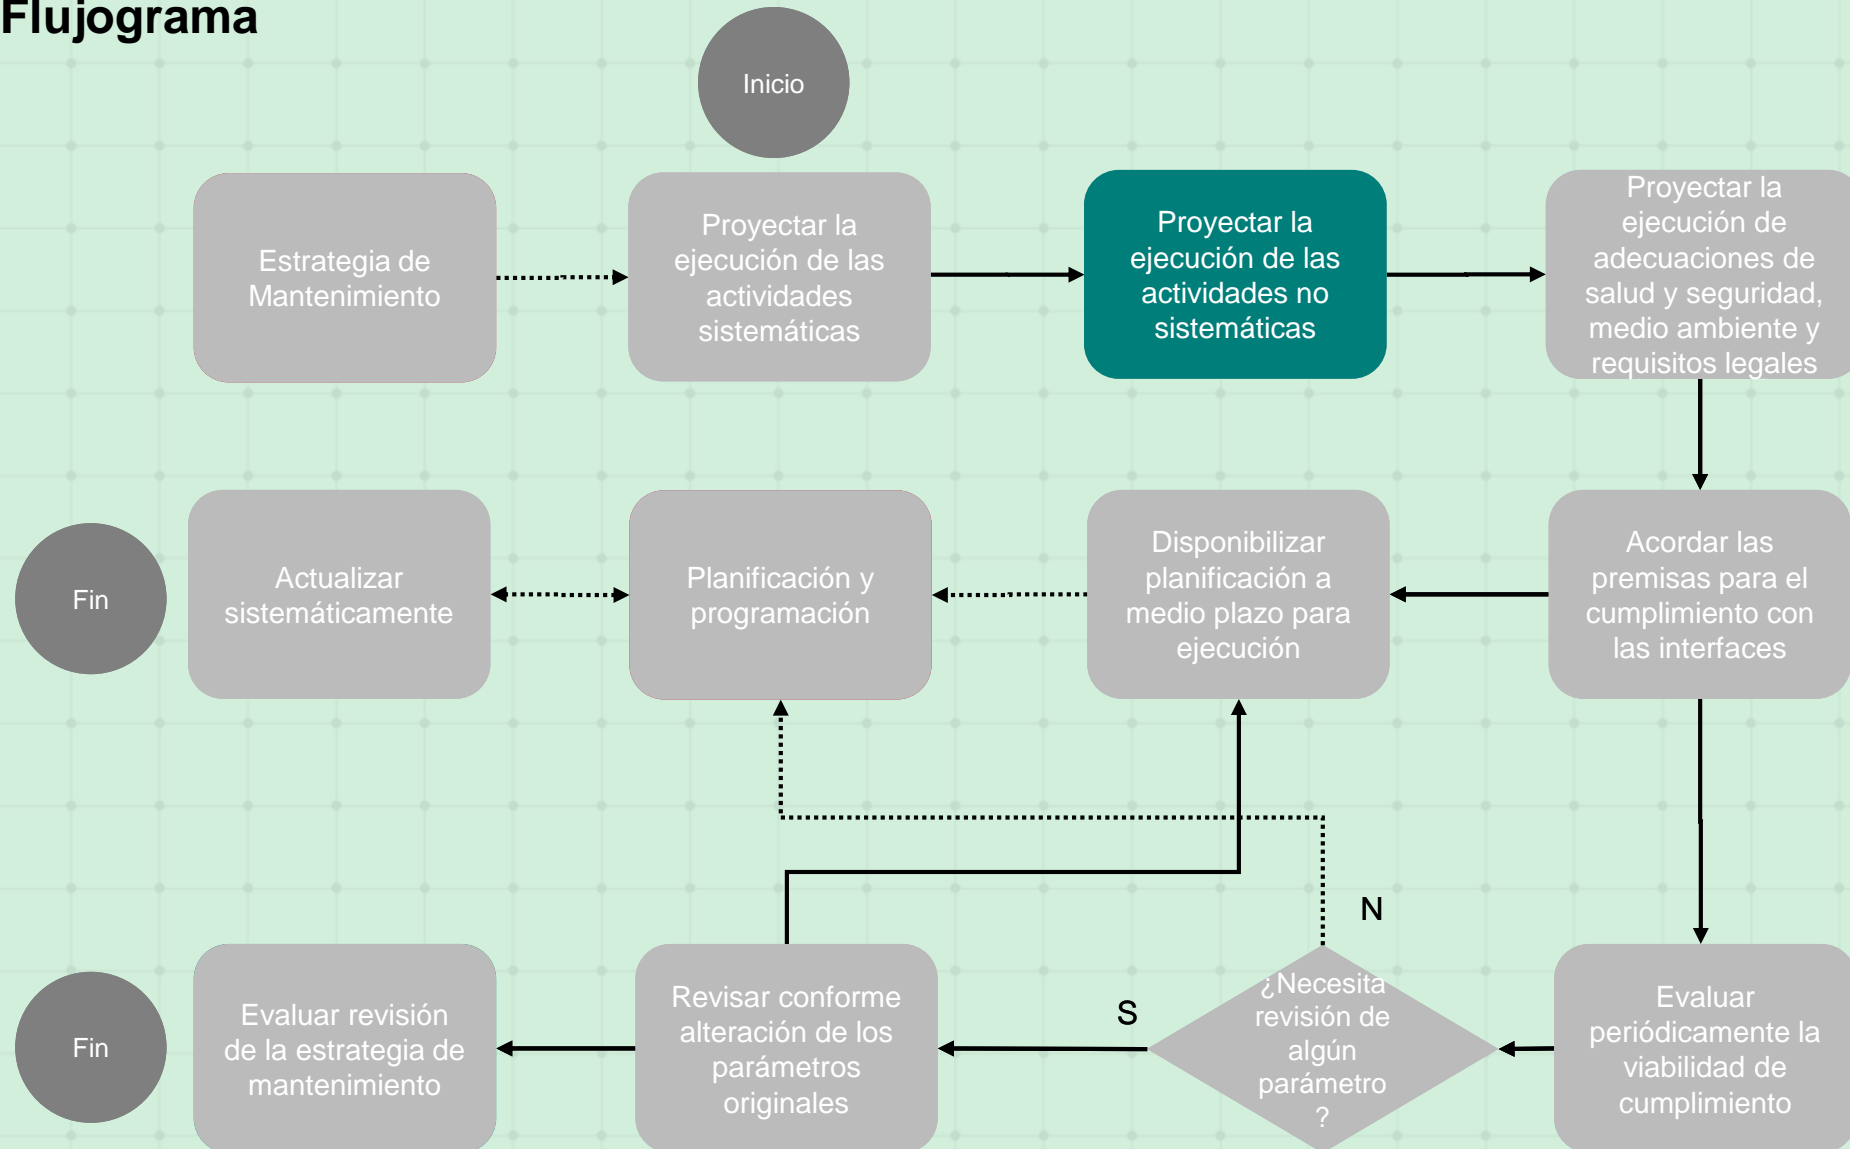 Flujograma
Inicio
Estrategia de
Mantenimiento
Proyectar la
ejecución de las
actividades
sistemáticas
Proyectar la
ejecución de las
actividades no
sistemáticas
Proyectar la
ejecución de
adecuaciones de
salud y seguridad,
medio ambiente y
requisitos legales
Fin
Actualizar
sistemáticamente
Planificación y
programación
Disponibilizar
planificación a
medio plazo para
ejecución
Acordar las
premisas para el
cumplimiento con
las interfaces
N
Fin
Evaluar revisión
de la estrategia de
mantenimiento
Revisar conforme
alteración de los
parámetros
originales
S
¿Necesita
revisión de
algún
parámetro
?
Evaluar
periódicamente la
viabilidad de
cumplimiento